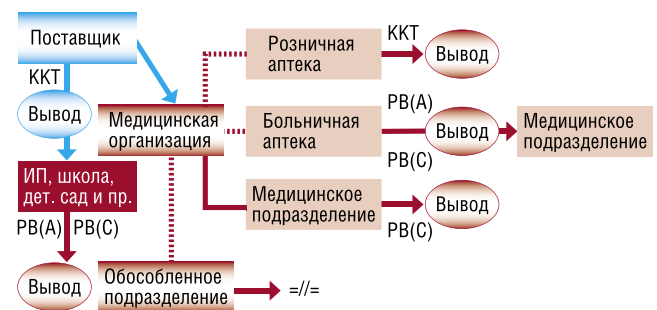 Поставщик
ККТ
Вывод
ИП, школа,
дет. сад и пр.
РВ(А) РВ(С)
Вывод
Медицинская
организация
Обособленное
подразделение
=//=
Розничная
аптека
ККТ
Вывод
Больничная
аптека
РВ(А)
РВ(С)
Вывод
Медицинское
подразделение
Медицинское
подразделение
РВ(С)
Вывод